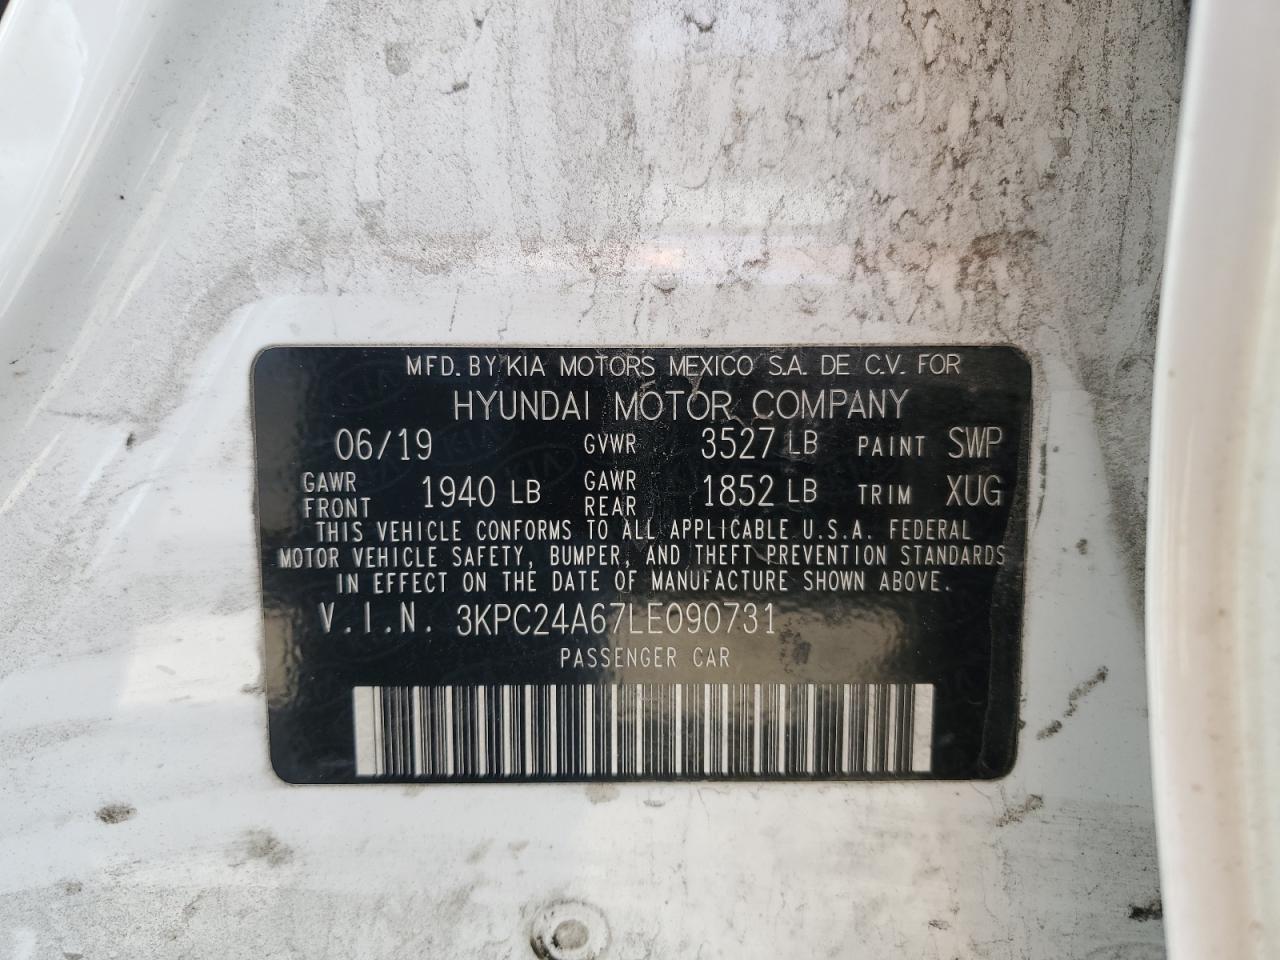 MFD. BY KIA MOTORS MEXICO S.A. DE C.V. FOR
HYUNDAI MOTOR COMPANY
06/19 GVWR 3527 LB PAINT SWP
GAWR FRONT 1940 LB GAWR REAR 1852 LB TRIM XUG
THIS VEHICLE CONFORMS TO ALL APPLICABLE U.S.A. FEDERAL
MOTOR VEHICLE SAFETY, BUMPER, AND THEFT PREVENTION STANDARDS
IN EFFECT ON THE DATE OF MANUFACTURE SHOWN ABOVE.
V.I.N. 3KPC24A67LE090731
PASSENGER CAR